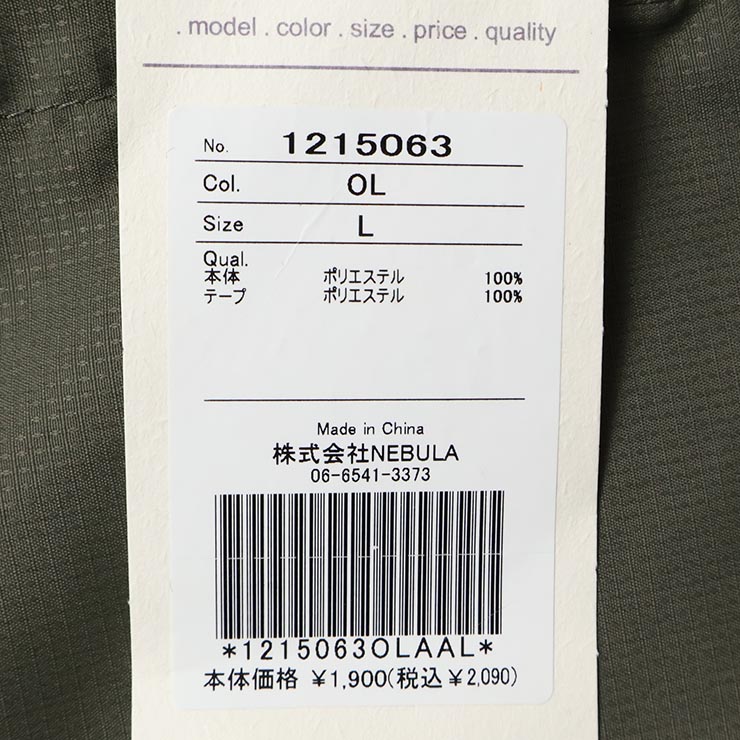 . model . color . size . price . quality
No. 1215063
Col. OL
Size L
Qual.
本体 ポリエステル 100%
テープ ポリエステル 100%
Made in China
株式会社NEBULA
06-6541-3373
*1215063OLAAL*
本体価格 ¥1,900(税込¥2,090)